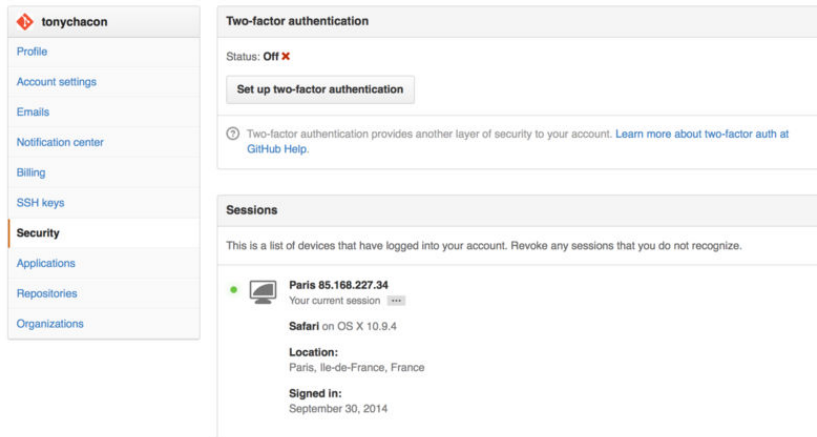 tonychacon
Profile
Account settings
Emails
Notification center
Billing
SSH keys
Security
Applications
Repositories
Organizations
Two-factor authentication
Status: Off ✖
Set up two-factor authentication
Two-factor authentication provides another layer of security to your account. Learn more about two-factor auth at
GitHub Help.
Sessions
This is a list of devices that have logged into your account. Revoke any sessions that you do not recognize.
Paris 85.168.227.34
Your current session ...
Safari on OS X 10.9.4
Location:
Paris, Ile-de-France, France
Signed in:
September 30, 2014